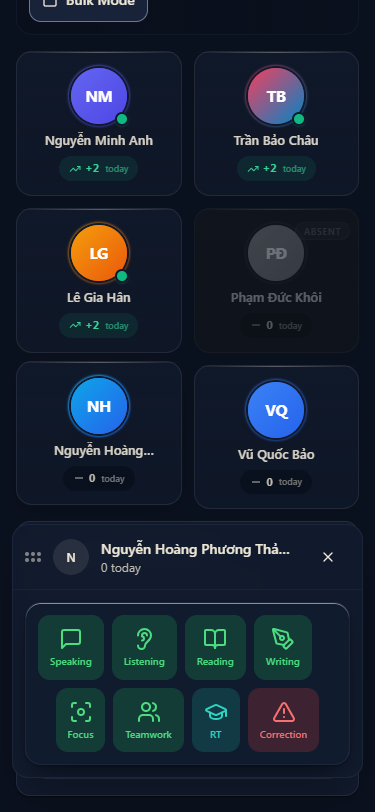 Bulk Mode
NM
TB
Nguyễn Minh Anh
Trần Bảo Châu
+2 today
+2 today
LG
PĐ
ABSENT
Lê Gia Hân
Phạm Đức Khôi
+2 today
0 today
NH
VQ
Nguyễn Hoàng...
Vũ Quốc Bảo
0 today
0 today
N
Nguyễn Hoàng Phương Thả...
0 today
Speaking
Listening
Reading
Writing
Focus
Teamwork
RT
Correction